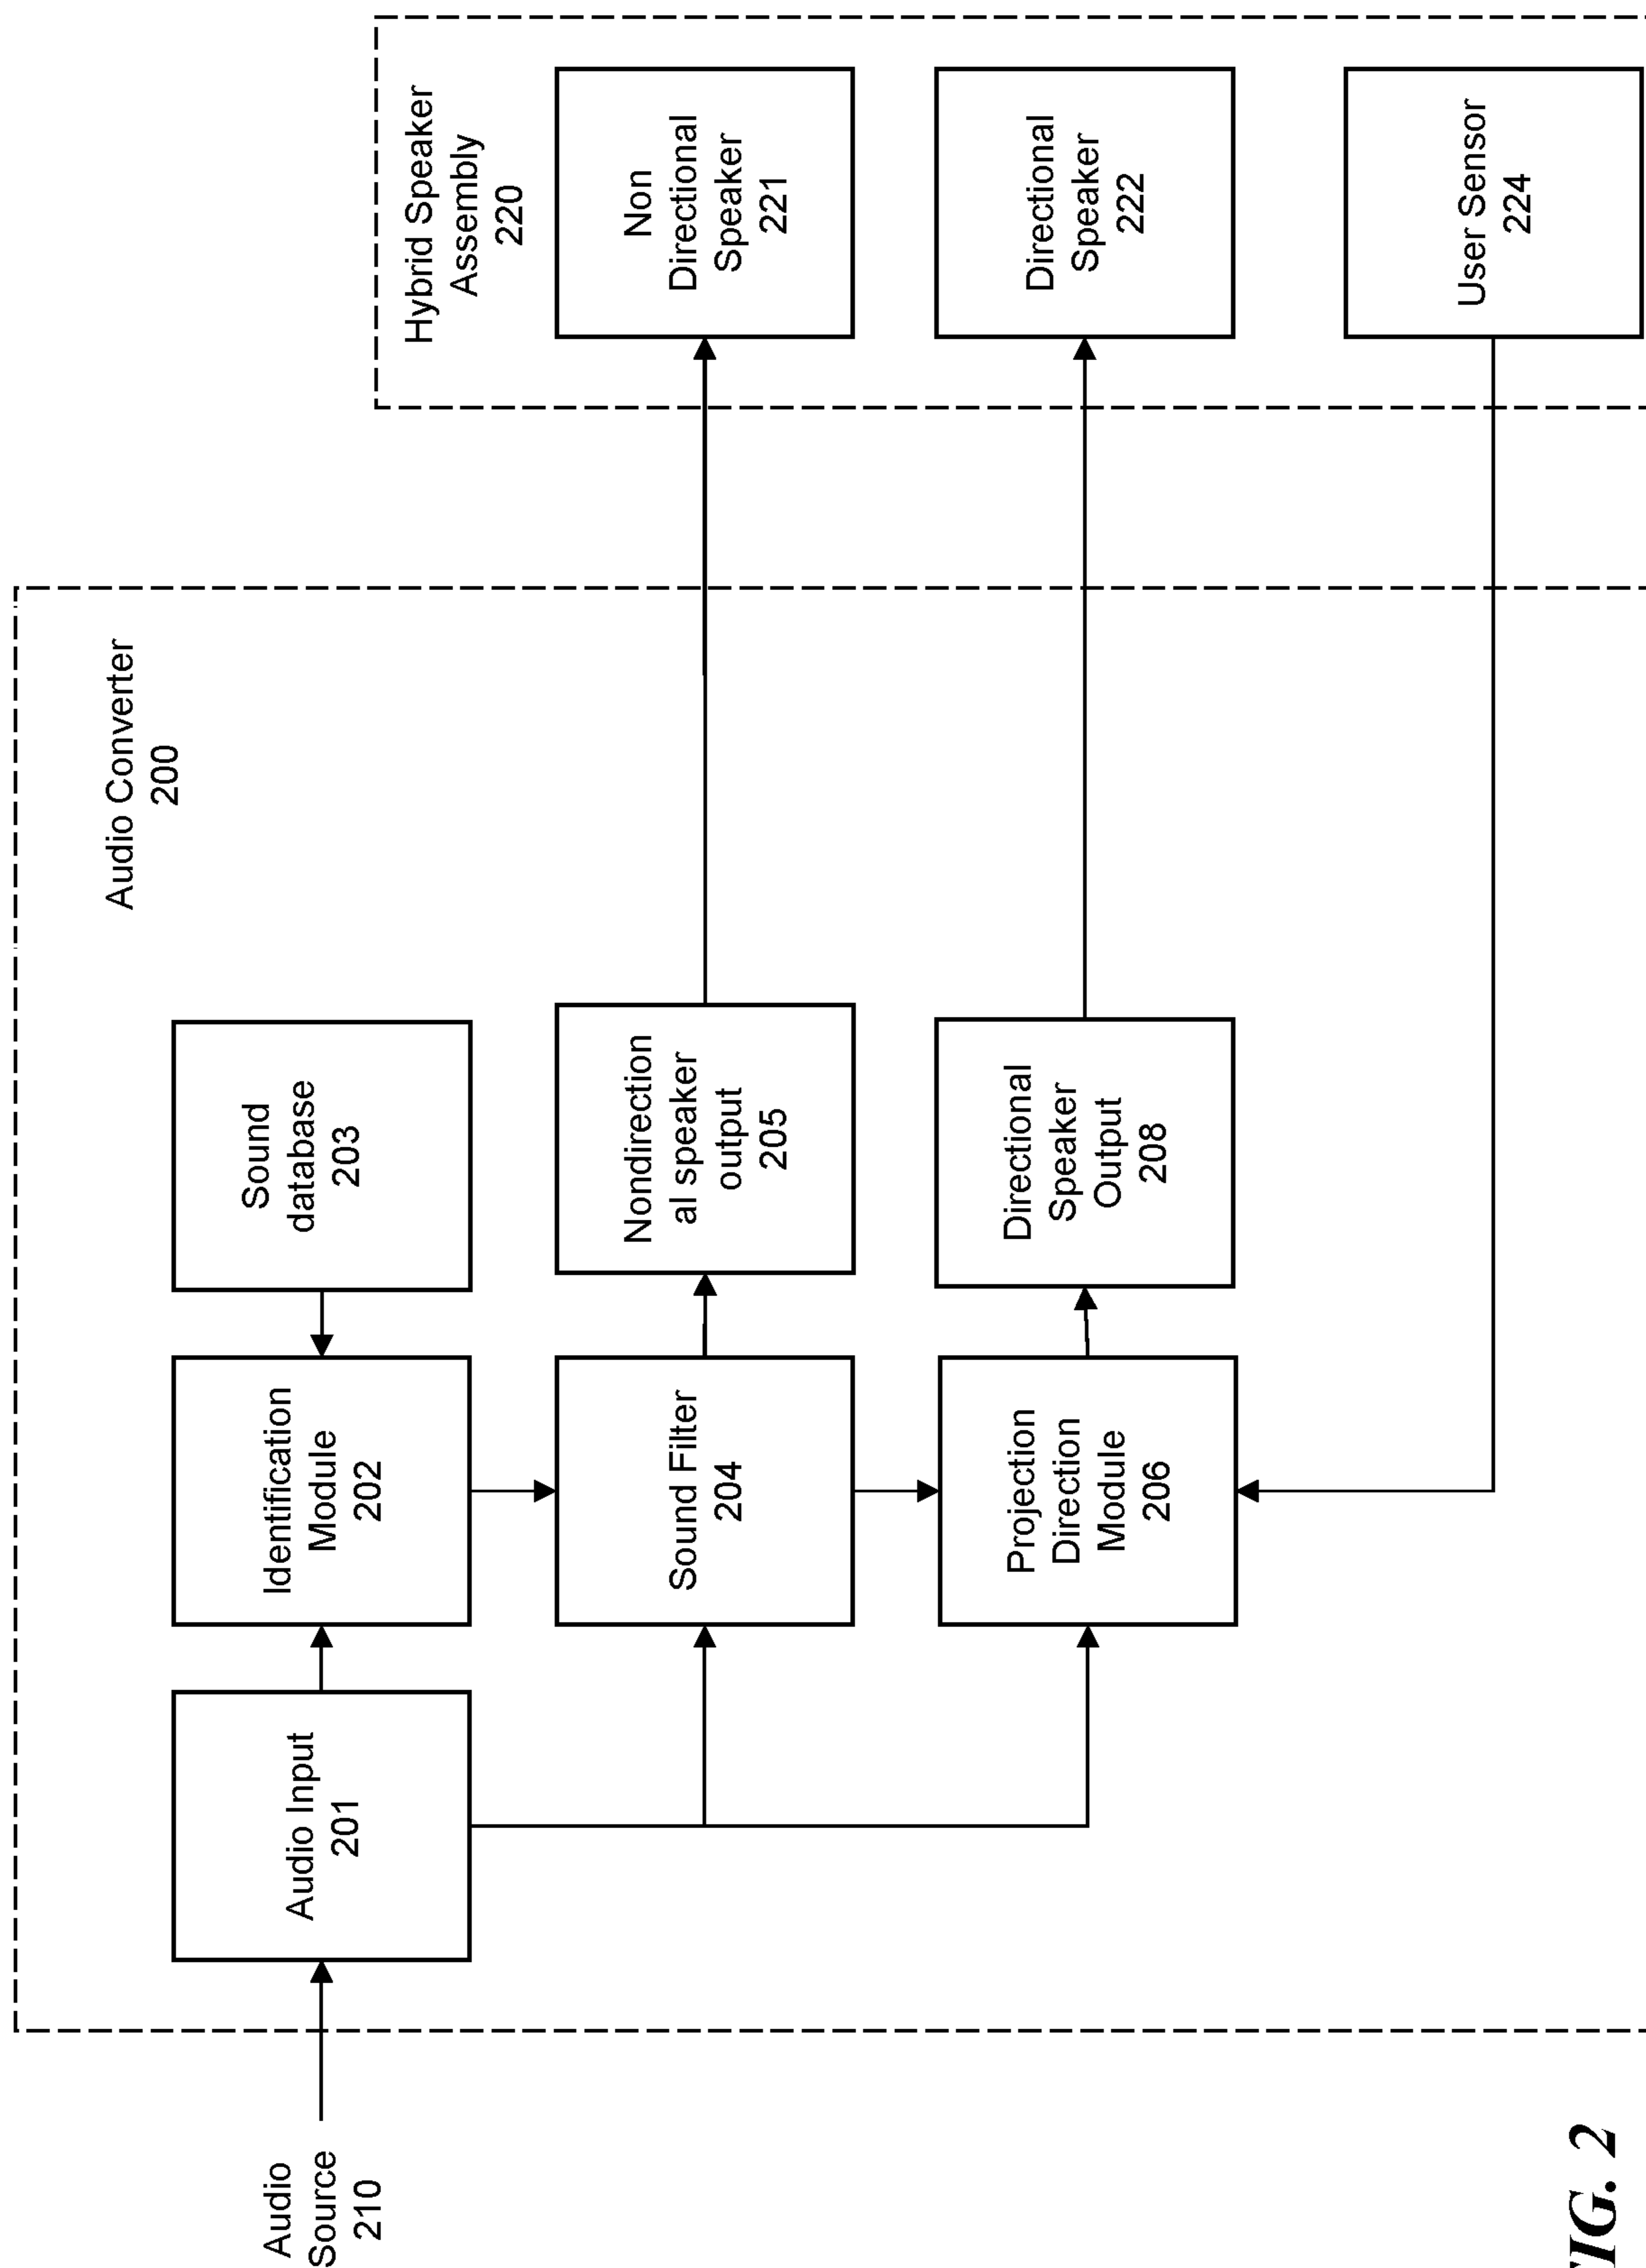 Audio Converter
200
Hybrid Speaker
Assembly
220
Audio
Source
210
Audio Input
201
Identification
Module
202
Sound
database
203
Sound Filter
204
Nondirection
al speaker
output
205
Non
Directional
Speaker
221
Projection
Direction
Module
206
Directional
Speaker
Output
208
Directional
Speaker
222
User Sensor
224
FIG. 2